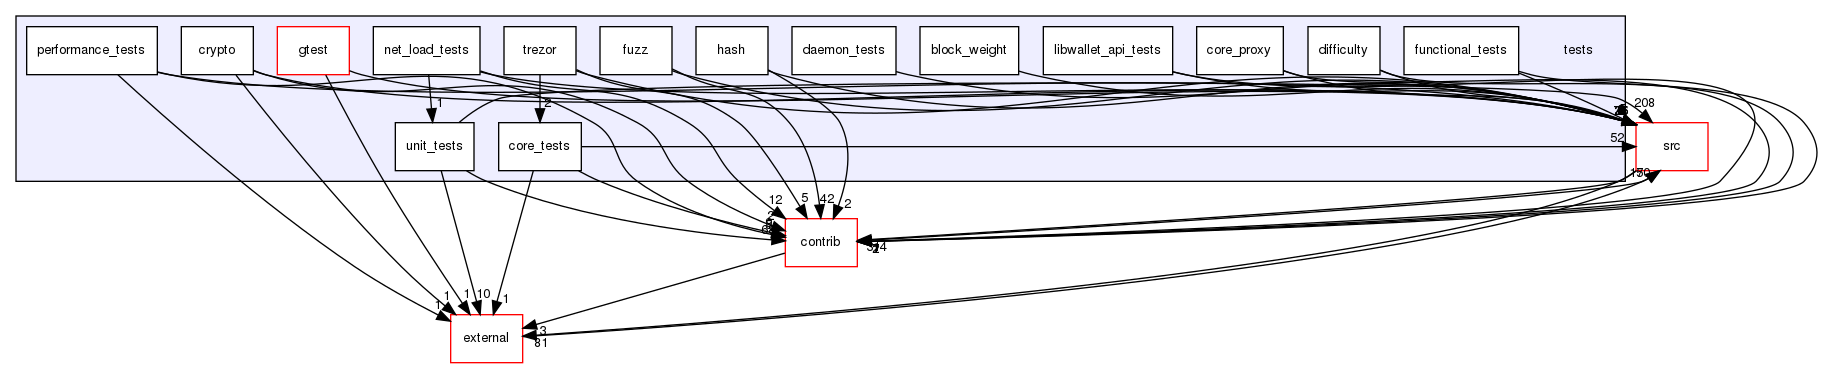 performance_tests
crypto
gtest
net_load_tests
trezor
fuzz
hash
daemon_tests
block_weight
libwallet_api_tests
core_proxy
difficulty
functional_tests
tests
1
2
208
unit_tests
core_tests
52
src
12
5
42
2
contrib
1
1
1
10
1
external
13
81